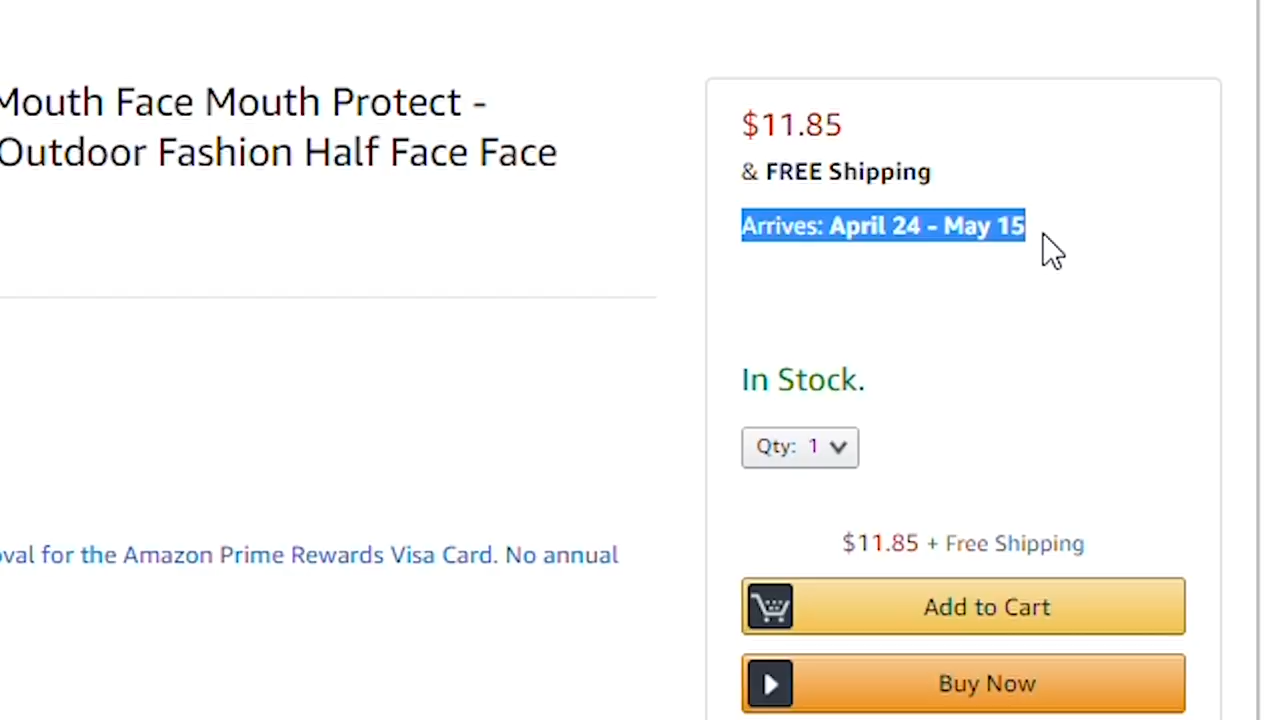 Mouth Face Mouth Protect -
Outdoor Fashion Half Face Face
$11.85
& FREE Shipping
Arrives: April 24 - May 15
In Stock.
Qty: 1
oval for the Amazon Prime Rewards Visa Card. No annual
$11.85 + Free Shipping
Add to Cart
Buy Now